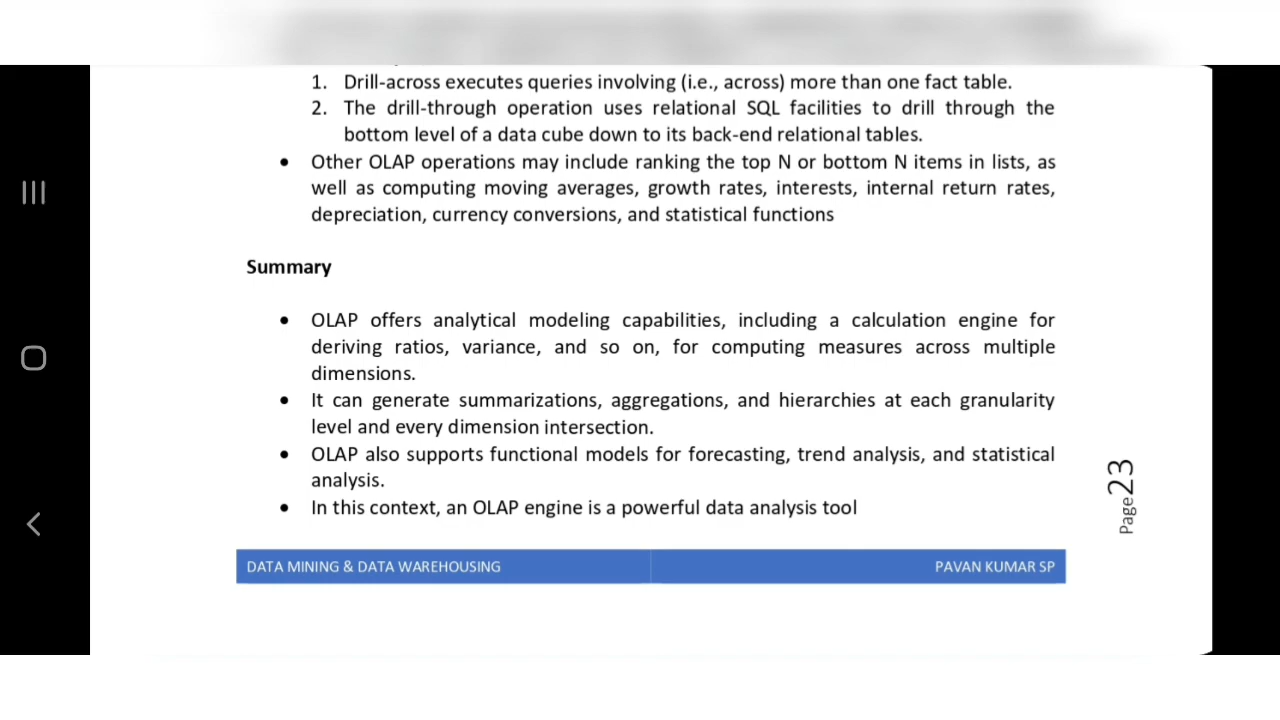 1. Drill-across executes queries involving (i.e., across) more than one fact table.
2. The drill-through operation uses relational SQL facilities to drill through the
bottom level of a data cube down to its back-end relational tables.
• Other OLAP operations may include ranking the top N or bottom N items in lists, as
well as computing moving averages, growth rates, interests, internal return rates,
depreciation, currency conversions, and statistical functions
Summary
• OLAP offers analytical modeling capabilities, including a calculation engine for
deriving ratios, variance, and so on, for computing measures across multiple
dimensions.
• It can generate summarizations, aggregations, and hierarchies at each granularity
level and every dimension intersection.
• OLAP also supports functional models for forecasting, trend analysis, and statistical
analysis.
• In this context, an OLAP engine is a powerful data analysis tool
Page23
DATA MINING & DATA WAREHOUSING PAVAN KUMAR SP